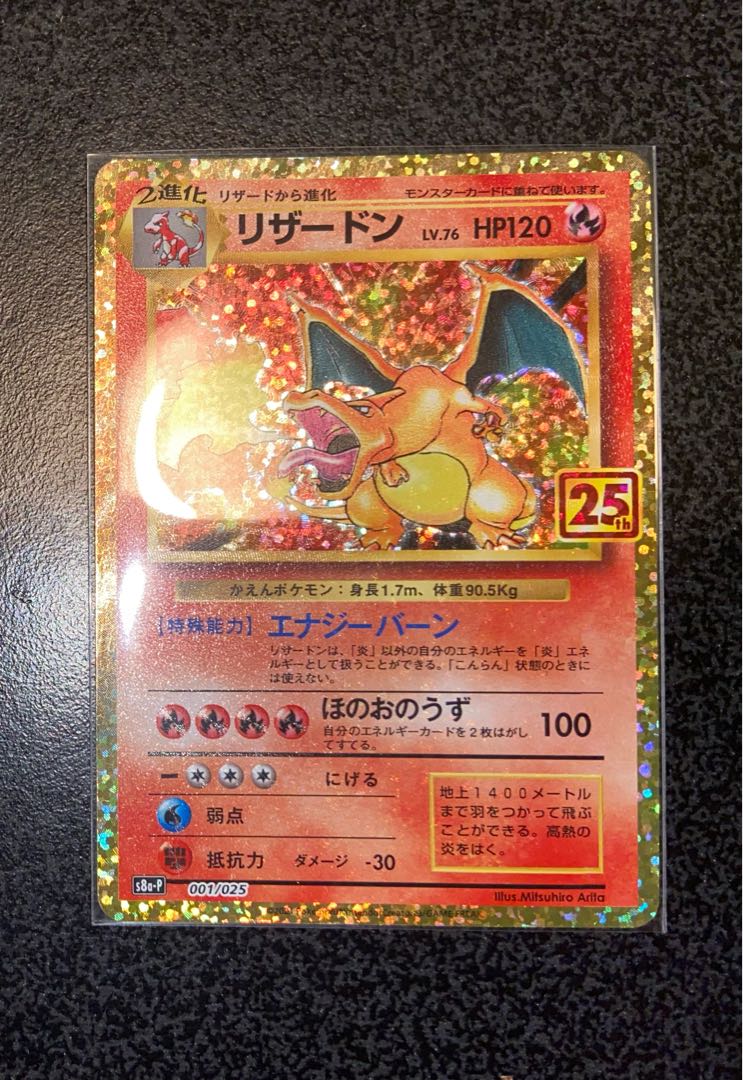 2進化 リザードから進化 モンスターカードに重ねて使います。
リザードン LV.76 HP120
25th
かえんポケモン：身長1.7m、体重90.5Kg
【特殊能力】エナジーバーン
リザードンは、「炎」以外の自分のエネルギーを「炎」エネ
ルギーとして扱うことができる。「こんらん」状態のときに
は使えない。
ほのおのうず 100
自分のエネルギーカードを2枚はがし
てすてる。
にげる
弱点
抵抗力 ダメージ -30
地上1400メートル
まで羽をつかって飛ぶ
ことができる。高熱の
炎をはく。
s8a-P 001/025
Illus.Mitsuhiro Arita